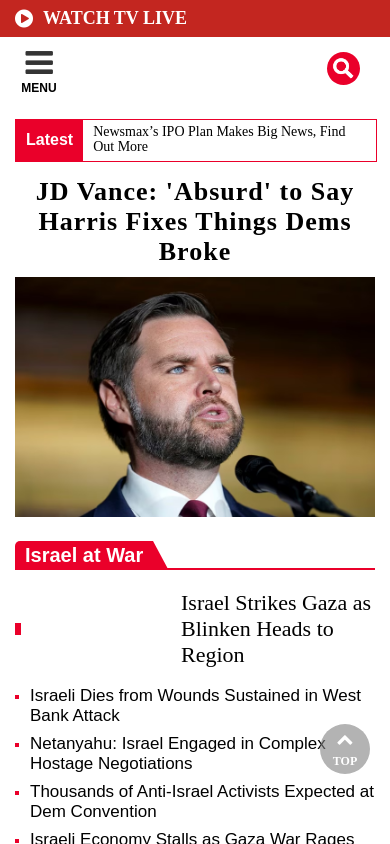 WATCH TV LIVE
MENU
Latest
Newsmax’s IPO Plan Makes Big News, Find
Out More
JD Vance: 'Absurd' to Say
Harris Fixes Things Dems
Broke
Israel at War
Israel Strikes Gaza as
Blinken Heads to
Region
Israeli Dies from Wounds Sustained in West
Bank Attack
Netanyahu: Israel Engaged in Complex
Hostage Negotiations
TOP
Thousands of Anti-Israel Activists Expected at
Dem Convention
Israeli Economy Stalls as Gaza War Rages